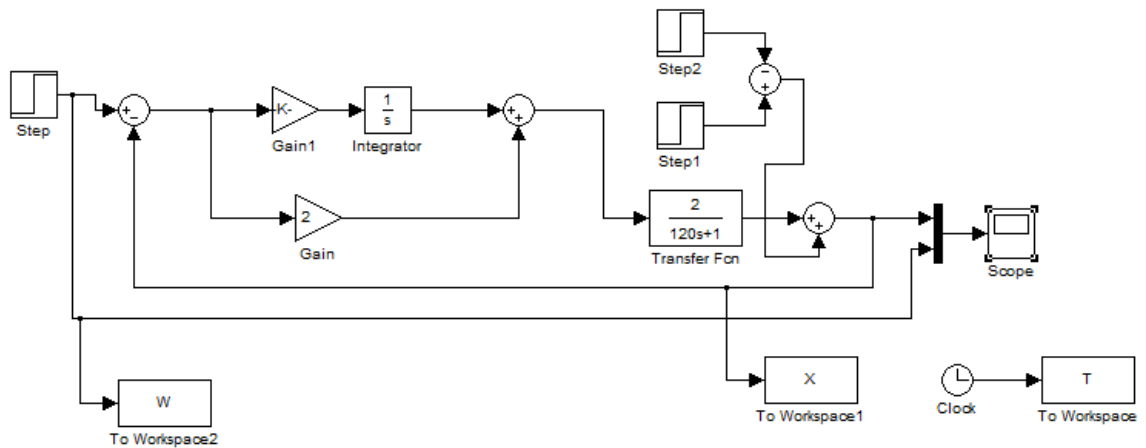 Step2
Step
K-
1
s
Gain1
Integrator
Step1
2
Gain
2
120s+1
Transfer Fcn
Scope
W
To Workspace2
X
To Workspace1
Clock
T
To Workspace